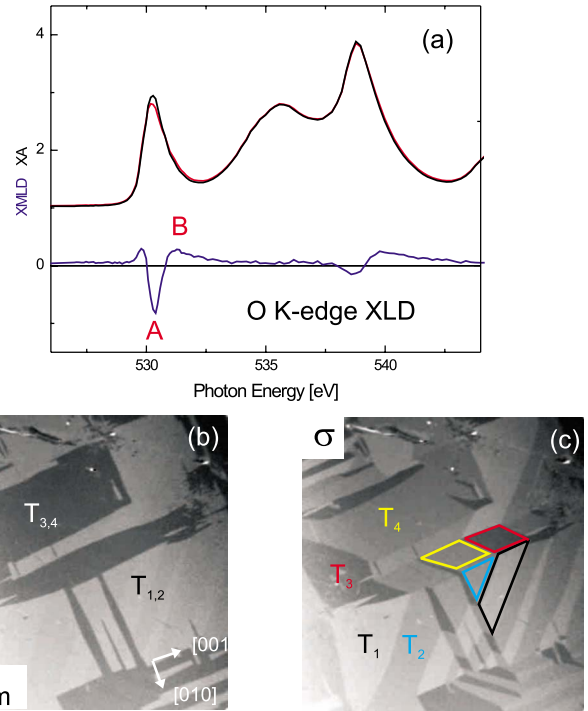 (a)
4
2
0
XMLD XA
B
A
O K-edge XLD
530
535
540
Photon Energy [eV]
(b)
T3,4
T1,2
[001
[010]
m
σ
(c)
T4
T3
T1
T2